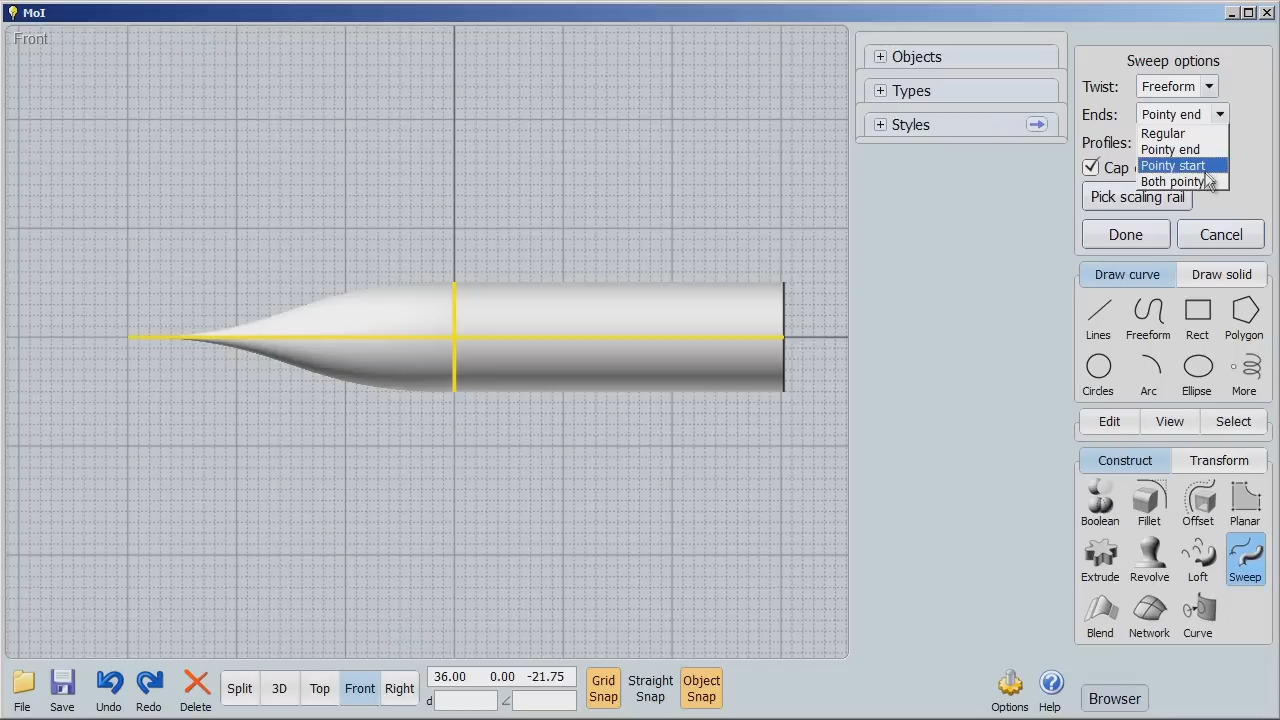 MoI
Front
Objects
Types
Styles
Sweep options
Twist: Freeform
Ends: Pointy end
Regular
Pointy end
Profiles:
Pointy start
Cap
Both pointy
Pick scaling rail
Done Cancel
Draw curve Draw solid
Lines Freeform Rect Polygon
Circles Arc Ellipse More
Edit View Select
Construct Transform
Boolean Fillet Offset Planar
Extrude Revolve Loft Sweep
Blend Network Curve
File Save Undo Redo Delete
Split 3D Top Front Right
36.00 0.00 -21.75
d
Grid Snap
Straight Snap
Object Snap
Options Help
Browser